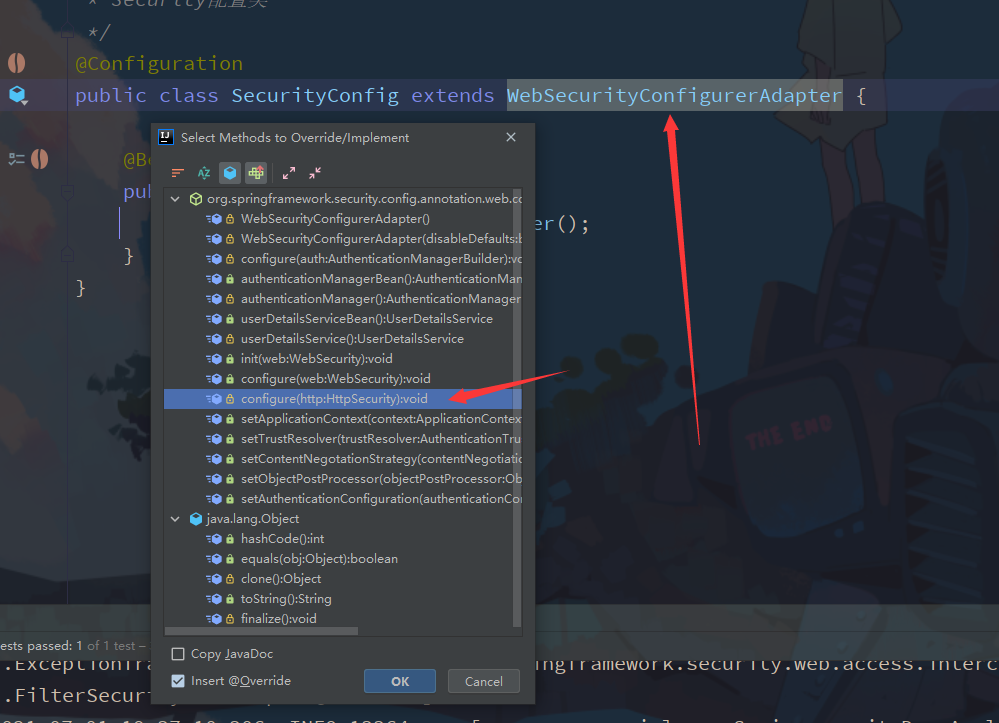 * Security配置类
*/
@Configuration
public class SecurityConfig extends WebSecurityConfigurerAdapter {
Select Methods to Override/Implement
@Be
pub
er();
}
}
org.springframework.security.config.annotation.web.co
WebSecurityConfigurerAdapter()
WebSecurityConfigurerAdapter(disableDefaults:b
configure(auth:AuthenticationManagerBuilder):vo
authenticationManagerBean():AuthenticationMan
authenticationManager():AuthenticationManager
userDetailsServiceBean():UserDetailsService
userDetailsService():UserDetailsService
init(web:WebSecurity):void
configure(web:WebSecurity):void
configure(http:HttpSecurity):void
setApplicationContext(context:ApplicationContex
setTrustResolver(trustResolver:AuthenticationTru
setContentNegotationStrategy(contentNegotiatio
setObjectPostProcessor(objectPostProcessor:Ob
setAuthenticationConfiguration(authenticationCo
java.lang.Object
hashCode():int
equals(obj:Object):boolean
clone():Object
toString():String
finalize():void
Copy JavaDoc
Insert @Override
OK
Cancel
THE END
ests passed: 1 of 1 test –
.ExceptionTra
ingframework.security.web.access.interc
.FilterSecuri